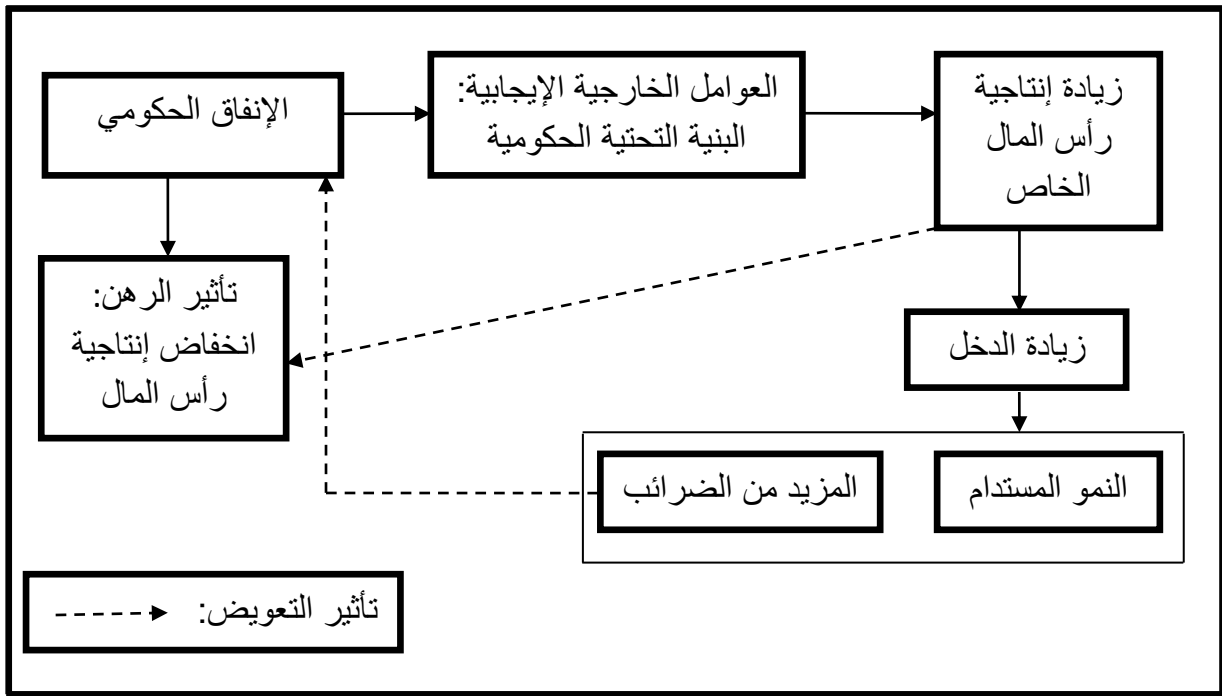 الإنفاق الحكومي
العوامل الخارجية الإيجابية:
البنية التحتية الحكومية
زيادة إنتاجية
رأس المال
الخاص
تأثير الرهن:
انخفاض إنتاجية
رأس المال
زيادة الدخل
المزيد من الضرائب
النمو المستدام
تأثير التعويض: